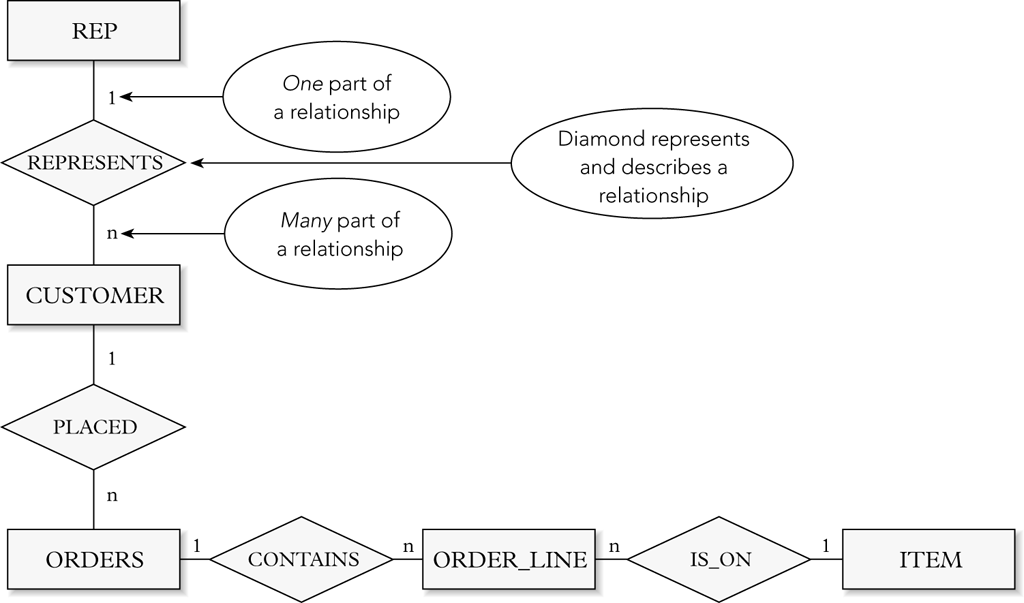 REP
1
One part of
a relationship
REPRESENTS
Diamond represents
and describes a
relationship
n
Many part of
a relationship
CUSTOMER
1
PLACED
n
ORDERS
1
CONTAINS
n
ORDER_LINE
n
IS_ON
1
ITEM